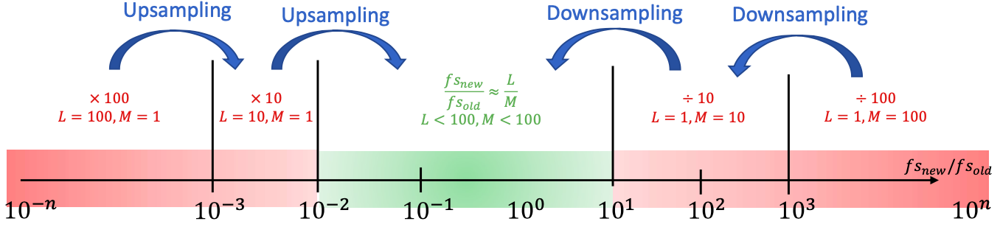 Upsampling
Upsampling
Downsampling
Downsampling
× 100
L = 100, M = 1
× 10
L = 10, M = 1
fs_new/fs_old ≈ L/M
L < 100, M < 100
÷ 10
L = 1, M = 10
÷ 100
L = 1, M = 100
fs_new/fs_old
10^-n
10^-3
10^-2
10^-1
10^0
10^1
10^2
10^3
10^n